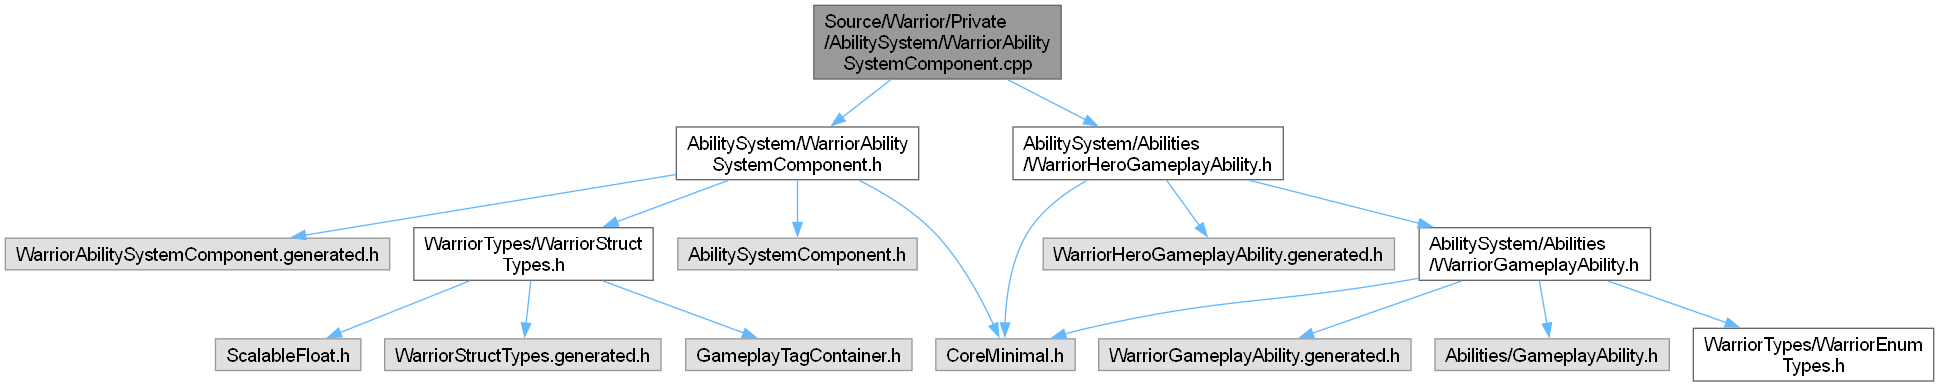 Source/Warrior/Private
/AbilitySystem/WarriorAbility
SystemComponent.cpp
AbilitySystem/WarriorAbility
SystemComponent.h
AbilitySystem/Abilities
/WarriorHeroGameplayAbility.h
WarriorAbilitySystemComponent.generated.h
WarriorTypes/WarriorStruct
Types.h
AbilitySystemComponent.h
WarriorHeroGameplayAbility.generated.h
AbilitySystem/Abilities
/WarriorGameplayAbility.h
ScalableFloat.h
WarriorStructTypes.generated.h
GameplayTagContainer.h
CoreMinimal.h
WarriorGameplayAbility.generated.h
Abilities/GameplayAbility.h
WarriorTypes/WarriorEnum
Types.h